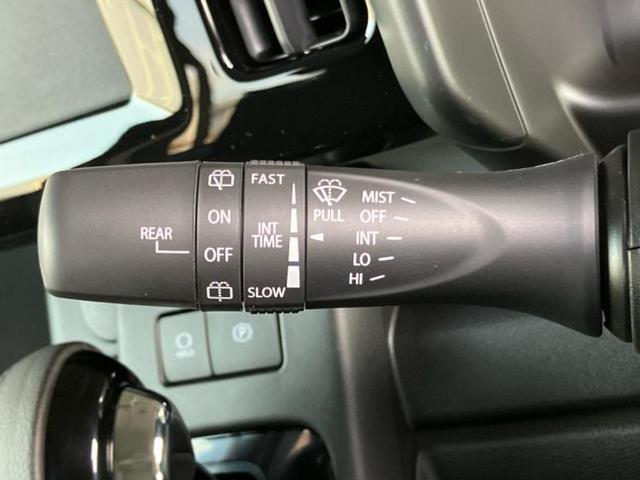 REAR
ON
OFF
FAST
INT
TIME
SLOW
PULL
MIST
OFF
INT
LO
HI